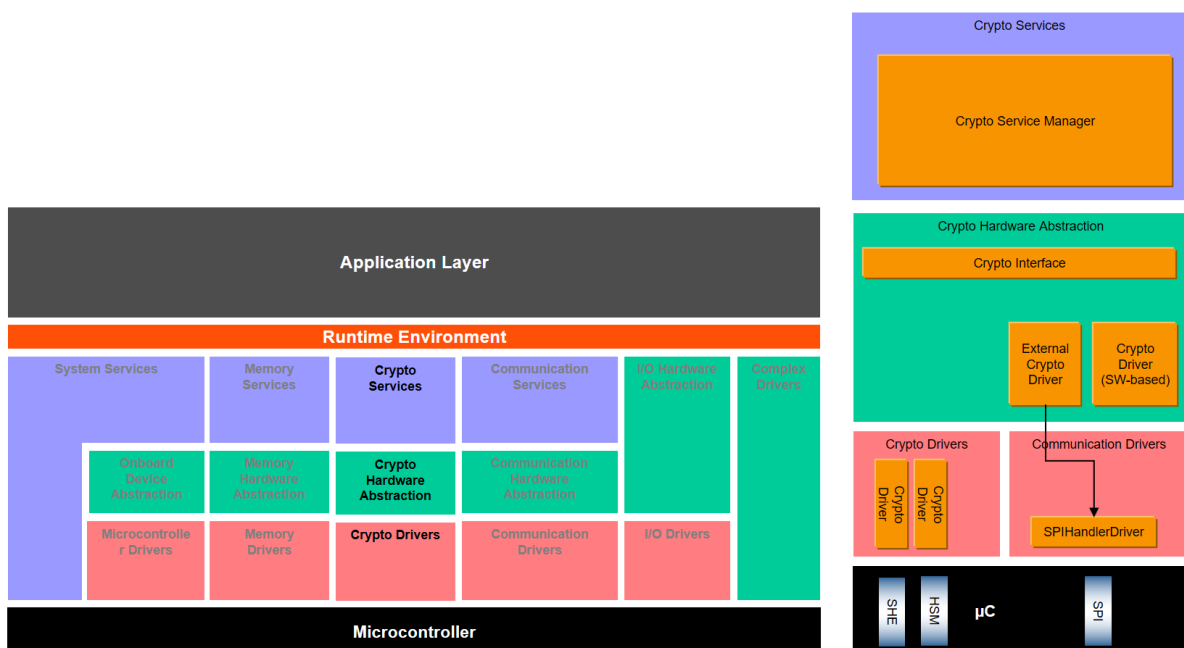 Crypto Services
Crypto Service Manager
Crypto Hardware Abstraction
Crypto Interface
External
Crypto
Driver
Crypto
Driver
(SW-based)
Crypto Drivers
Communication Drivers
Crypto
Driver
Crypto
Driver
SPIHandlerDriver
SHE
HSM
µC
SPI
Application Layer
Runtime Environment
System Services
Memory
Services
Crypto
Services
Communication
Services
I/O Hardware
Abstraction
Complex
Drivers
Onboard
Device
Abstraction
Memory
Hardware
Abstraction
Crypto
Hardware
Abstraction
Communication
Hardware
Abstraction
Microcontrolle
r Drivers
Memory
Drivers
Crypto Drivers
Communication
Drivers
I/O Drivers
Microcontroller